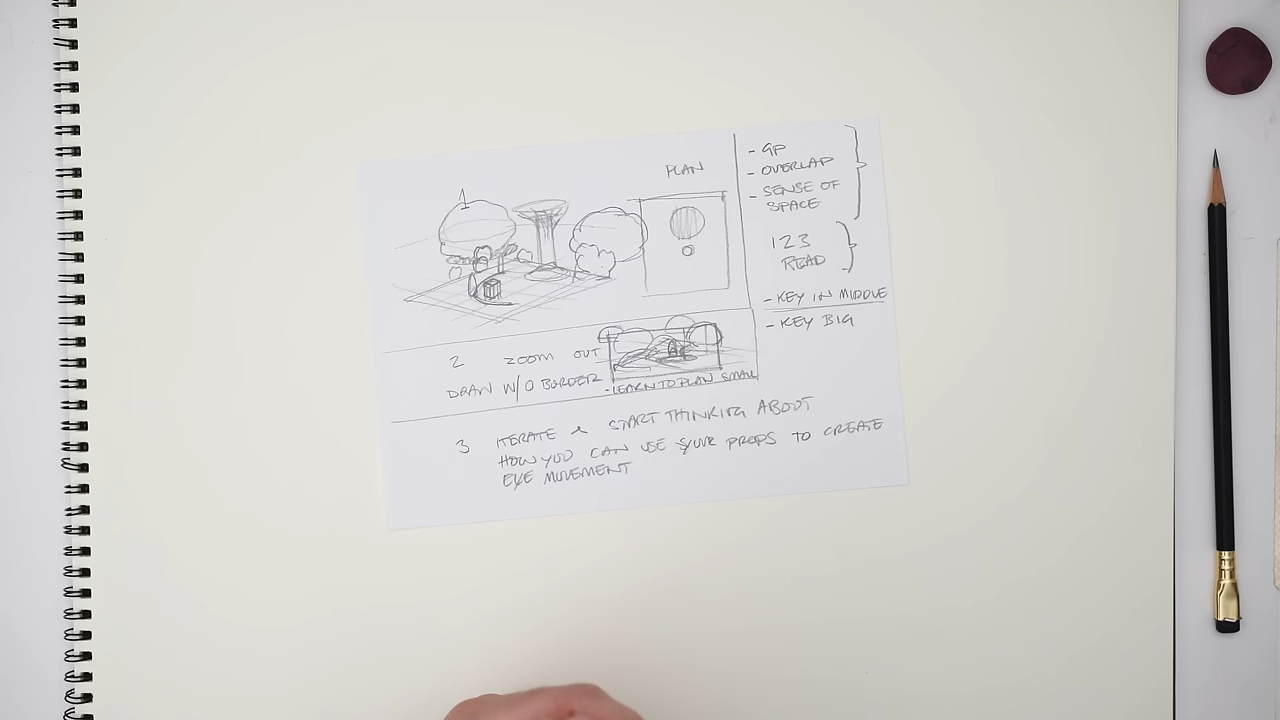 PLAN
- GP
- OVERLAP
- SENSE OF
SPACE
123
READ
KEY IN MIDDLE
- KEY BIG
2 ZOOM OUT
DRAW W/O BORDER
- LEARN TO PLAN SMALL
3 ITERATE & START THINKING ABOUT
HOW YOU CAN USE YOUR PROPS TO CREATE
EYE MOVEMENT